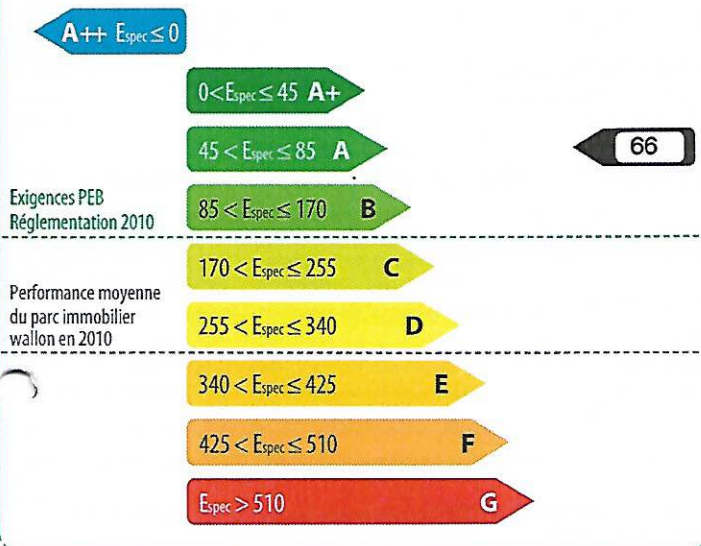 A++ Espec ≤ 0
0 < Espec ≤ 45 A+
45 < Espec ≤ 85 A
66
Exigences PEB
Réglementation 2010
85 < Espec ≤ 170 B
170 < Espec ≤ 255 C
Performance moyenne
du parc immobilier
wallon en 2010
255 < Espec ≤ 340 D
340 < Espec ≤ 425 E
425 < Espec ≤ 510 F
Espec > 510 G